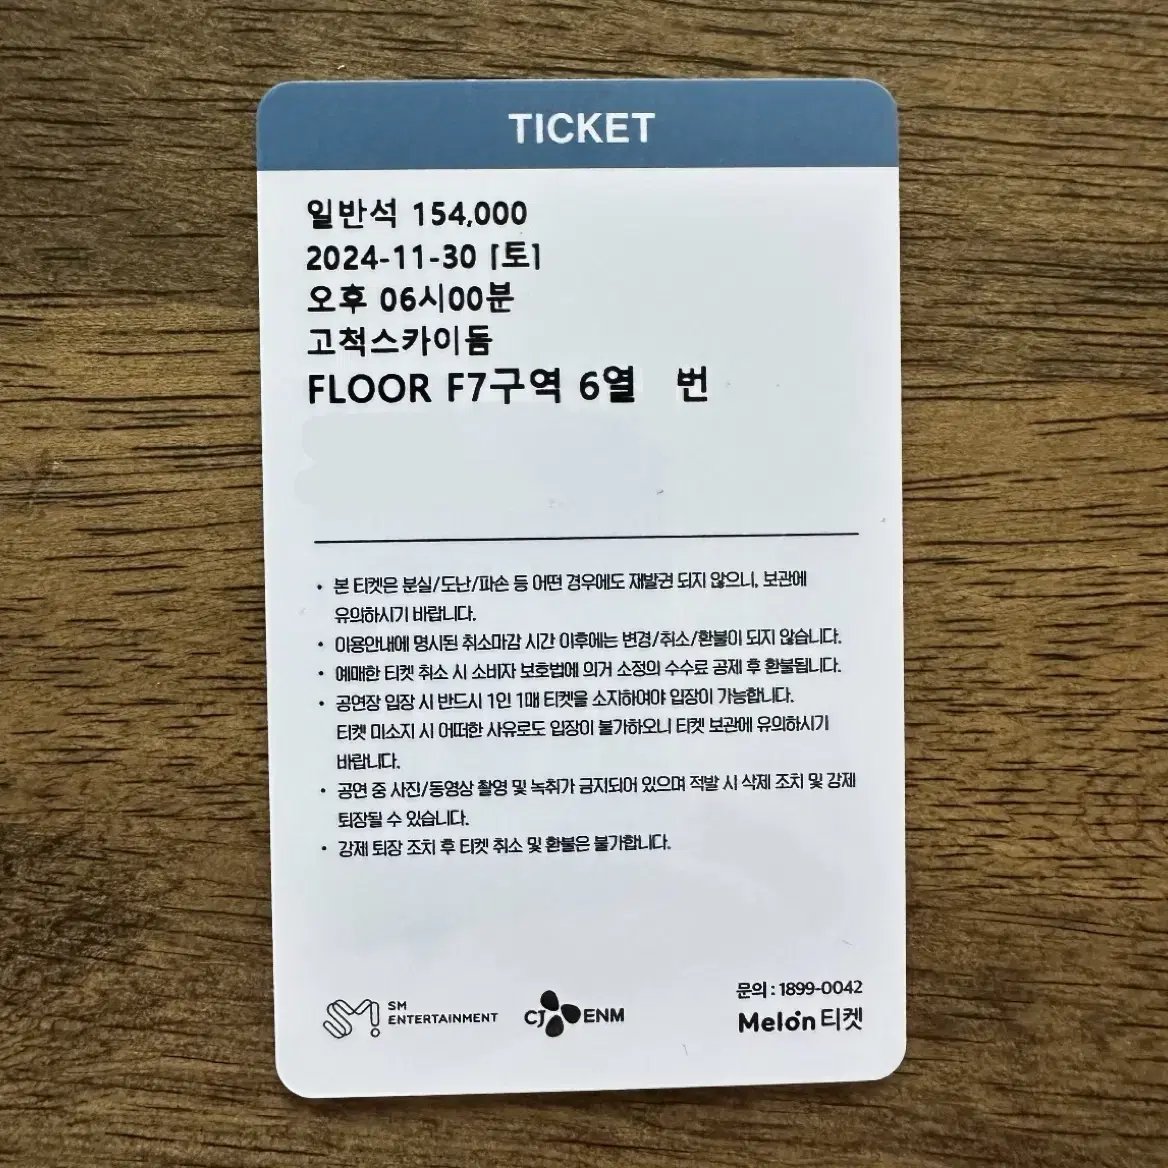 TICKET
일반석 154,000
2024-11-30 [토]
오후 06시00분
고척스카이돔
FLOOR F7구역 6열 번
• 본 티켓은 분실/도난/파손 등 어떤 경우에도 재발권 되지 않으니, 보관에
유의하시기 바랍니다.
• 이용안내에 명시된 취소마감 시간 이후에는 변경/취소/환불이 되지 않습니다.
• 예매한 티켓 취소 시 소비자 보호법에 의거 소정의 수수료 공제 후 환불됩니다.
• 공연장 입장 시 반드시 1인 1매 티켓을 소지하여야 입장이 가능합니다.
티켓 미소지 시 어떠한 사유로도 입장이 불가하오니 티켓 보관에 유의하시기
바랍니다.
• 공연 중 사진/동영상 촬영 및 녹취가 금지되어 있으며 적발 시 삭제 조치 및 강제
퇴장될 수 있습니다.
• 강제 퇴장 조치 후 티켓 취소 및 환불은 불가합니다.
SM
SM
ENTERTAINMENT
CJ ENM
문의 : 1899-0042
Melon 티켓